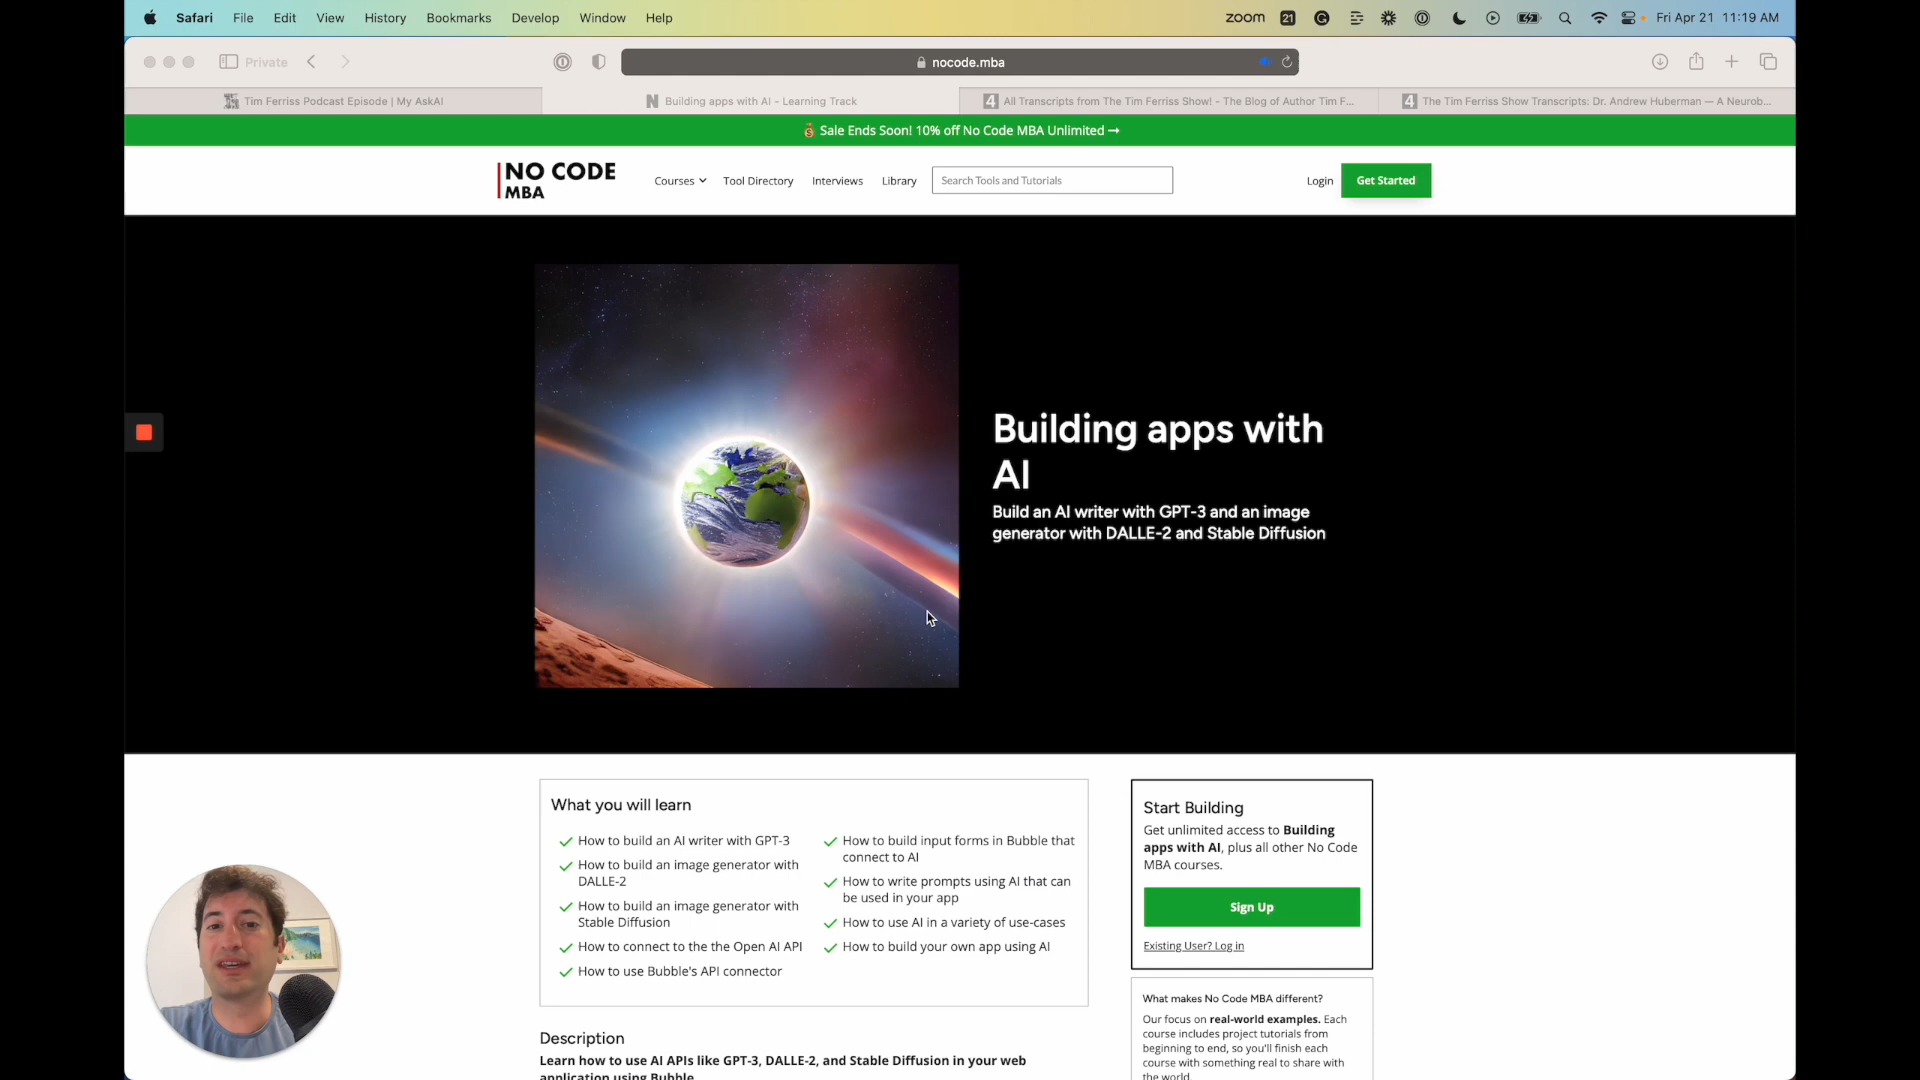 Safari File Edit View History Bookmarks Develop Window Help zoom 21 Fri Apr 21 11:19 AM
Private nocode.mba
Tim Ferriss Podcast Episode | My AskAI
N Building apps with AI - Learning Track
4 All Transcripts from The Tim Ferriss Show! - The Blog of Author Tim F...
4 The Tim Ferriss Show Transcripts: Dr. Andrew Huberman — A Neurob...
💰 Sale Ends Soon! 10% off No Code MBA Unlimited →
NO CODE
MBA
Courses Tool Directory Interviews Library Search Tools and Tutorials Login Get Started
Building apps with
AI
Build an AI writer with GPT-3 and an image
generator with DALLE-2 and Stable Diffusion
What you will learn
How to build an AI writer with GPT-3
How to build an image generator with
DALLE-2
How to build an image generator with
Stable Diffusion
How to connect to the the Open AI API
How to use Bubble's API connector
How to build input forms in Bubble that
connect to AI
How to write prompts using AI that can
be used in your app
How to use AI in a variety of use-cases
How to build your own app using AI
Start Building
Get unlimited access to Building
apps with AI, plus all other No Code
MBA courses.
Sign Up
Existing User? Log in
What makes No Code MBA different?
Our focus on real-world examples. Each
course includes project tutorials from
beginning to end, so you'll finish each
course with something real to share with
the world.
Description
Learn how to use AI APIs like GPT-3, DALLE-2, and Stable Diffusion in your web
application using Bubble